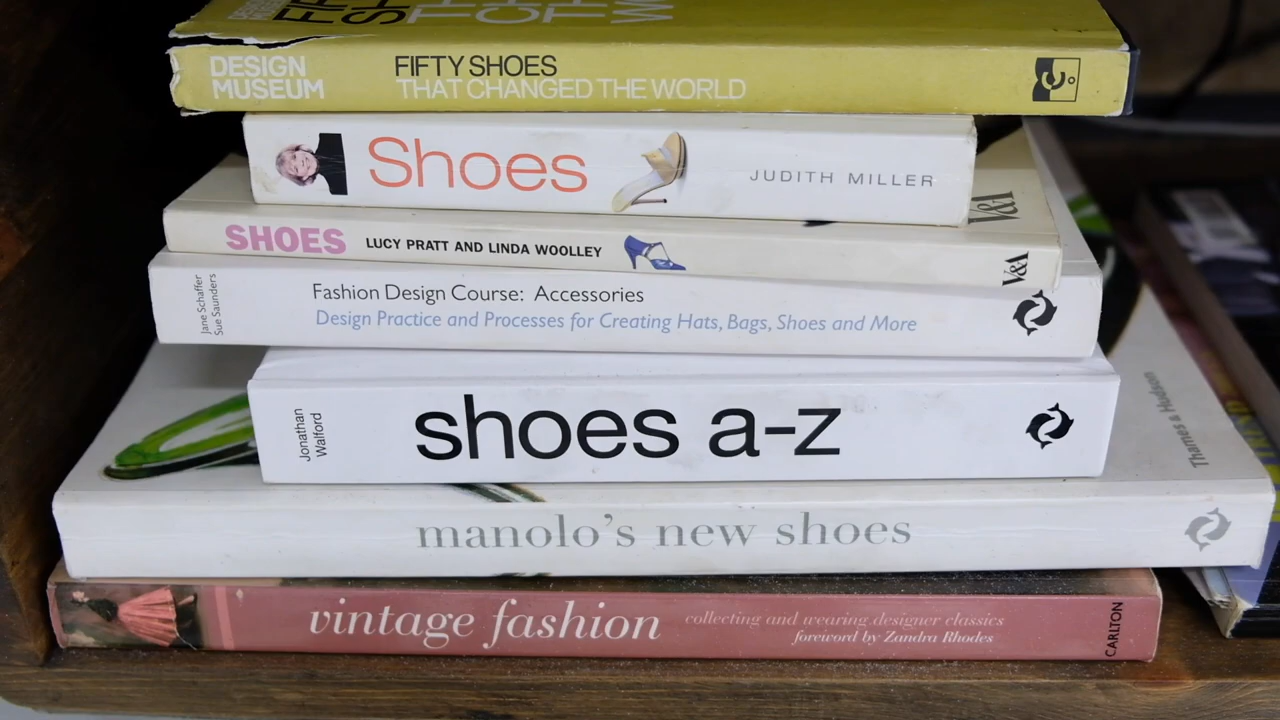 DESIGN
MUSEUM
FIFTY SHOES
THAT CHANGED THE WORLD
Shoes
JUDITH MILLER
V&A
SHOES
LUCY PRATT AND LINDA WOOLLEY
V&A
Jane Schaffer
Sue Saunders
Fashion Design Course: Accessories
Design Practice and Processes for Creating Hats, Bags, Shoes and More
Jonathan
Walford
shoes a-z
Thames & Hudson
manolo's new shoes
vintage fashion
collecting and wearing designer classics
foreword by Zandra Rhodes
CARLTON